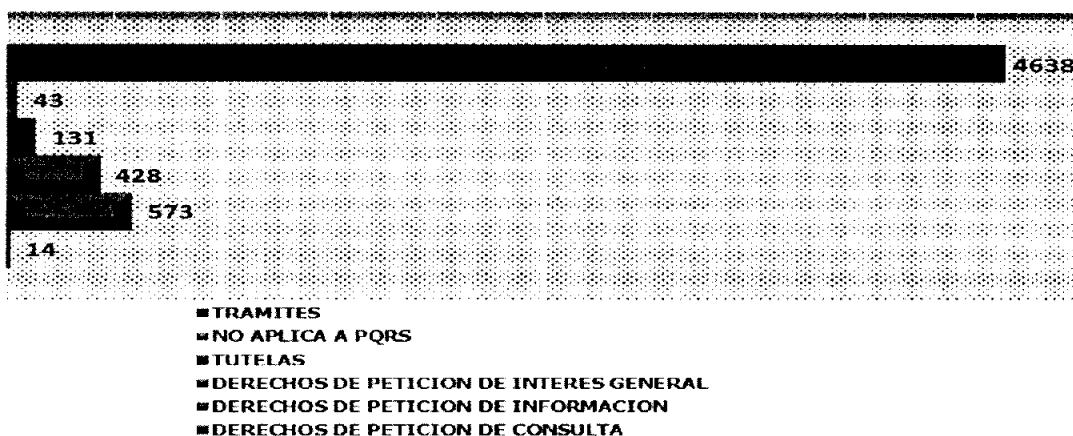 4638
43
131
428
573
14
TRAMITES
NO APLICA A PQRS
TUTELAS
DERECHOS DE PETICION DE INTERES GENERAL
DERECHOS DE PETICION DE INFORMACION
DERECHOS DE PETICION DE CONSULTA